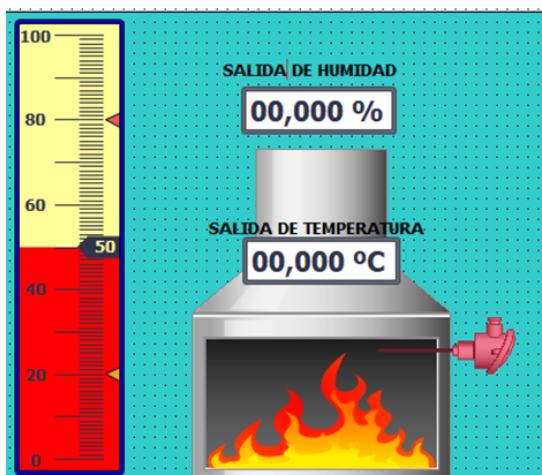 100
80
60
50
40
20
0
SALIDA DE HUMIDAD
00,000 %
SALIDA DE TEMPERATURA
00,000 ºC